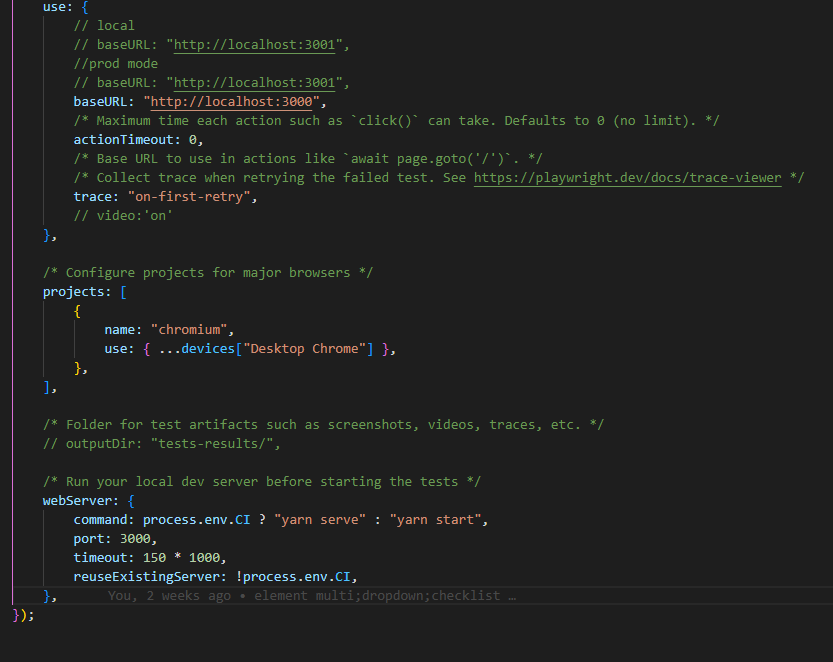 use: {
// local
// baseURL: "http://localhost:3001",
//prod mode
// baseURL: "http://localhost:3001",
baseURL: "http://localhost:3000",
/* Maximum time each action such as `click()` can take. Defaults to 0 (no limit). */
actionTimeout: 0,
/* Base URL to use in actions like `await page.goto('/')`. */
/* Collect trace when retrying the failed test. See https://playwright.dev/docs/trace-viewer */
trace: "on-first-retry",
// video:'on'
},
/* Configure projects for major browsers */
projects: [
{
name: "chromium",
use: { ...devices["Desktop Chrome"] },
},
],
/* Folder for test artifacts such as screenshots, videos, traces, etc. */
// outputDir: "tests-results/",
/* Run your local dev server before starting the tests */
webServer: {
command: process.env.CI ? "yarn serve" : "yarn start",
port: 3000,
timeout: 150 * 1000,
reuseExistingServer: !process.env.CI,
}, You, 2 weeks ago • element multi;dropdown;checklist …
});